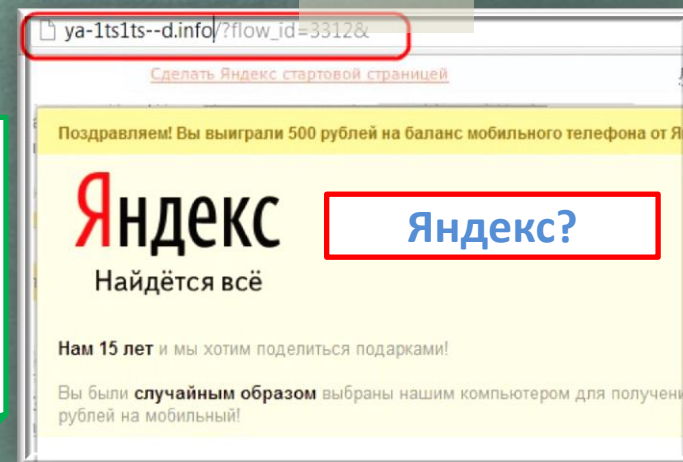 ya-1ts1ts--d.info/?flow_id=3312&
Сделать Яндекс стартовой страницей
Поздравляем! Вы выиграли 500 рублей на баланс мобильного телефона от
Яндекс
Найдётся всё
Яндекс?
Нам 15 лет и мы хотим поделиться подарками!
Вы были случайным образом выбраны нашим компьютером для
рублей на мобильный!